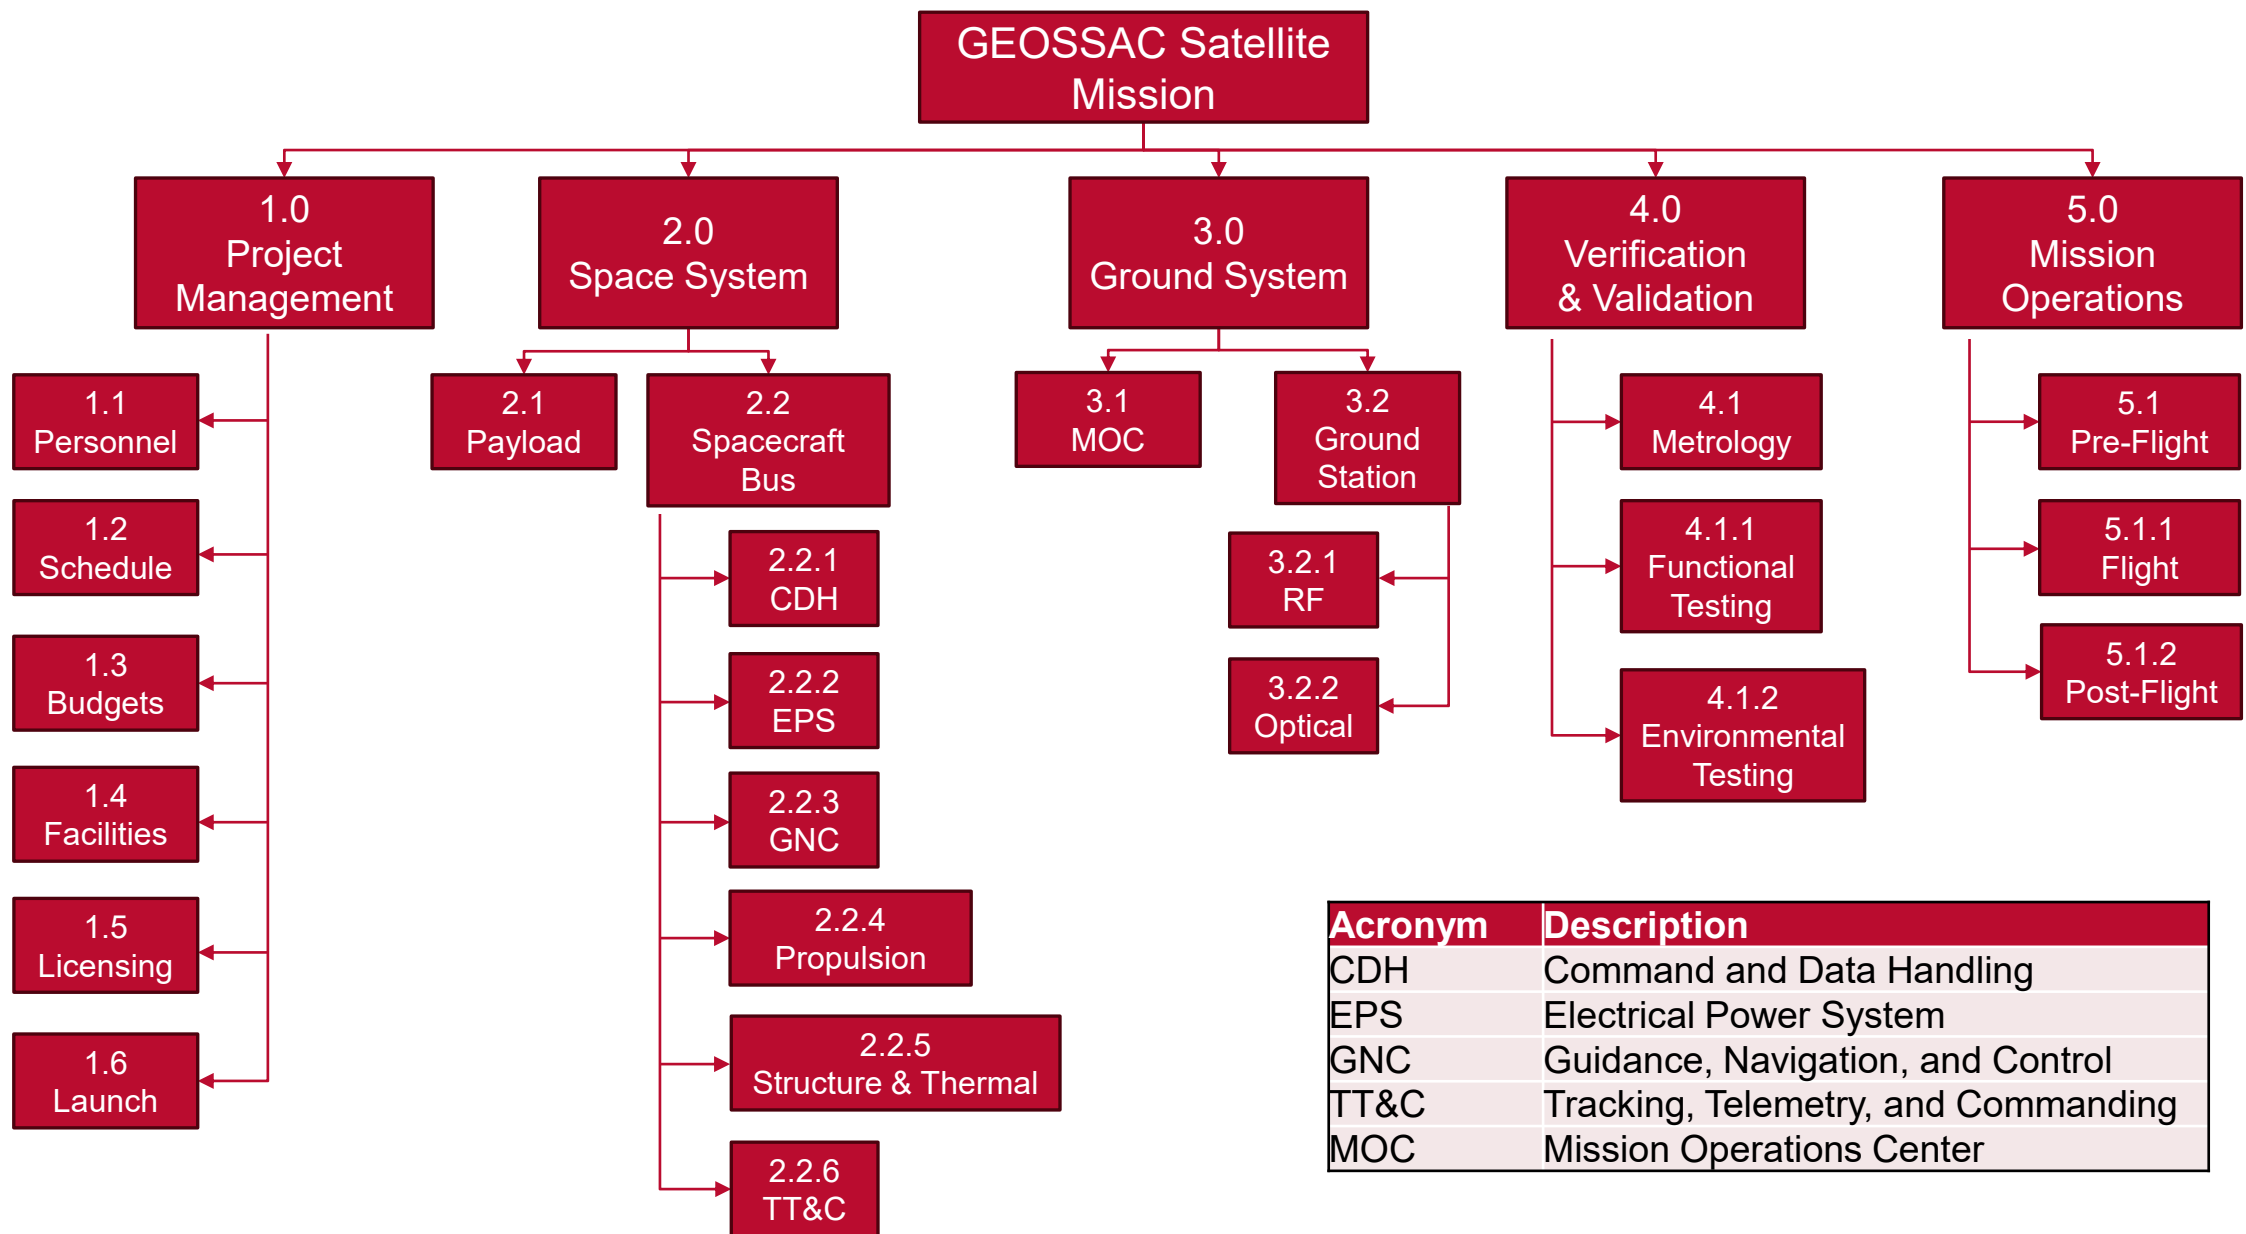 GEOSSAC Satellite
Mission
1.0
Project
Management
2.0
Space System
3.0
Ground System
4.0
Verification
& Validation
5.0
Mission
Operations
1.1
Personnel
1.2
Schedule
1.3
Budgets
1.4
Facilities
1.5
Licensing
1.6
Launch
2.1
Payload
2.2
Spacecraft
Bus
2.2.1
CDH
2.2.2
EPS
2.2.3
GNC
2.2.4
Propulsion
2.2.5
Structure & Thermal
2.2.6
TT&C
3.1
MOC
3.2
Ground
Station
3.2.1
RF
3.2.2
Optical
4.1
Metrology
4.1.1
Functional
Testing
4.1.2
Environmental
Testing
5.1
Pre-Flight
5.1.1
Flight
5.1.2
Post-Flight
Acronym Description
CDH Command and Data Handling
EPS Electrical Power System
GNC Guidance, Navigation, and Control
TT&C Tracking, Telemetry, and Commanding
MOC Mission Operations Center